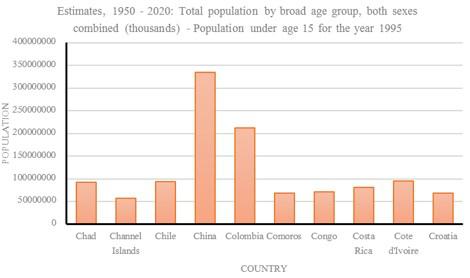 Estimates, 1950 - 2020: Total population by broad age group, both sexes
combined (thousands) - Population under age 15 for the year 1995
400000000
350000000
300000000
250000000
200000000
150000000
100000000
50000000
0
POPULATION
Chad Channel Islands Chile China Colombia Comoros Congo Costa Rica Cote d'Ivoire Croatia
COUNTRY